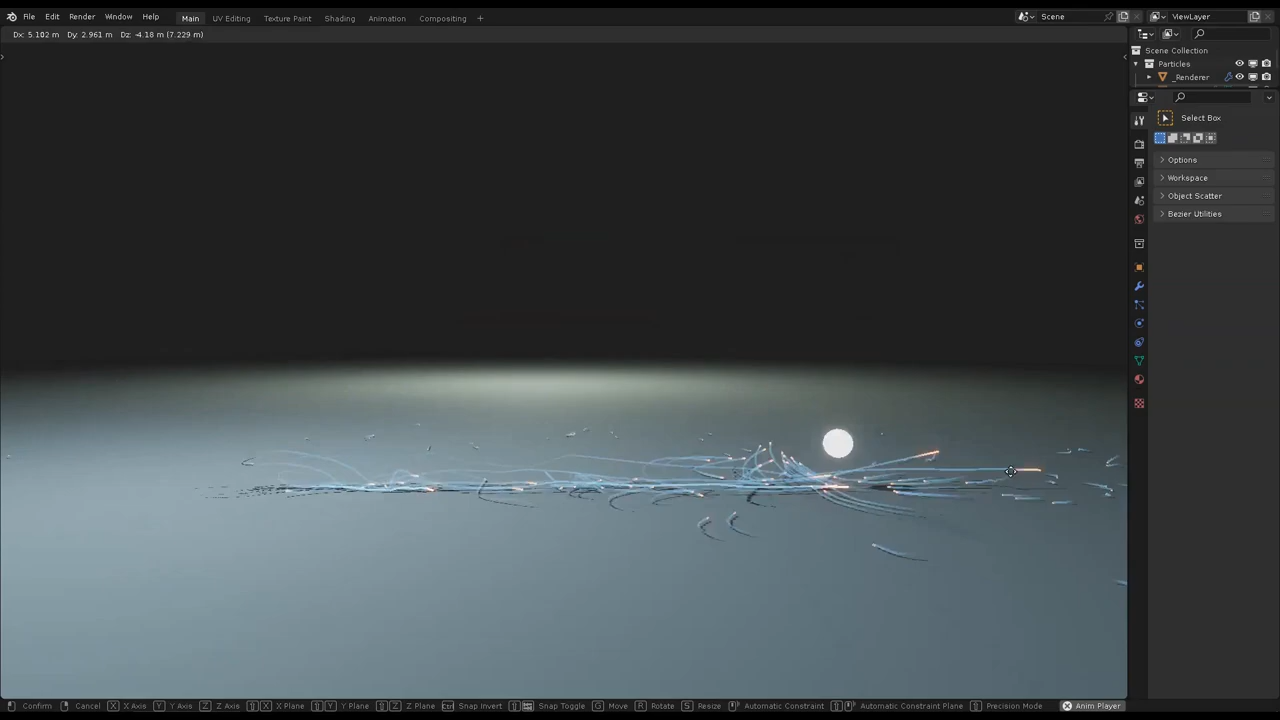 File Edit Render Window Help Main UV Editing Texture Paint Shading Animation Compositing + Scene ViewLayer
Dx: 5.102 m Dy: 2.961 m Dz: -4.18 m (7.229 m)
Scene Collection
Particles
_Renderer
Select Box
Options
Workspace
Object Scatter
Bezier Utilities
Confirm Cancel X X Axis Y Y Axis Z Z Axis X X Plane Y Y Plane Z Z Plane Ctrl Snap Invert Snap Toggle G Move R Rotate S Resize Automatic Constraint Automatic Constraint Plane Precision Mode Anim Player